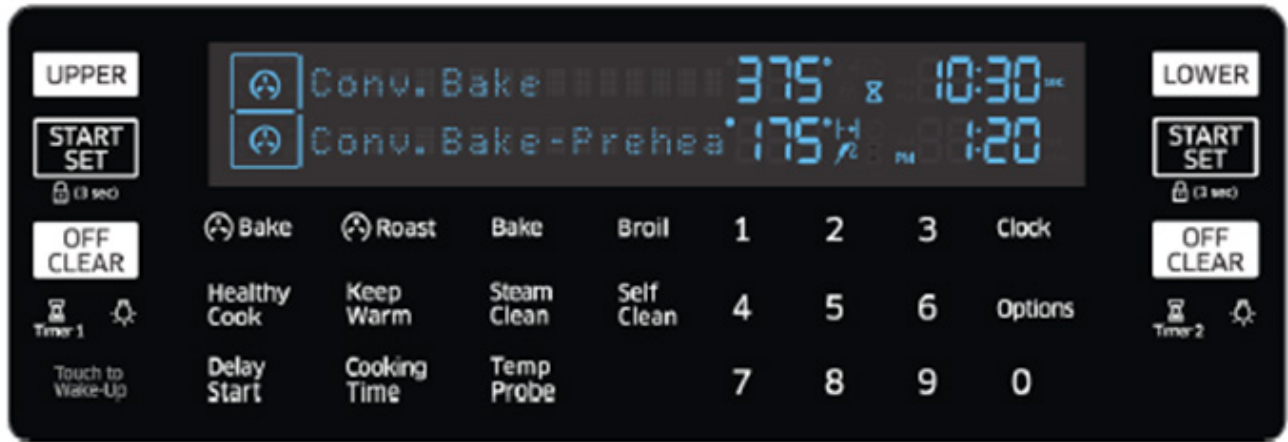 UPPER
START
SET
(3 sec)
OFF
CLEAR
Timer 1
Touch to
Wake-Up
Conv. Bake 375° 10:30 sec
Conv. Bake-Prehea 175° PM 1:20
Bake Roast Bake Broil 1 2 3 Clock
Healthy
Cook
Keep
Warm
Steam
Clean
Self
Clean
4 5 6 Options
Delay
Start
Cooking
Time
Temp
Probe
7 8 9 0
LOWER
START
SET
(3 sec)
OFF
CLEAR
Timer 2